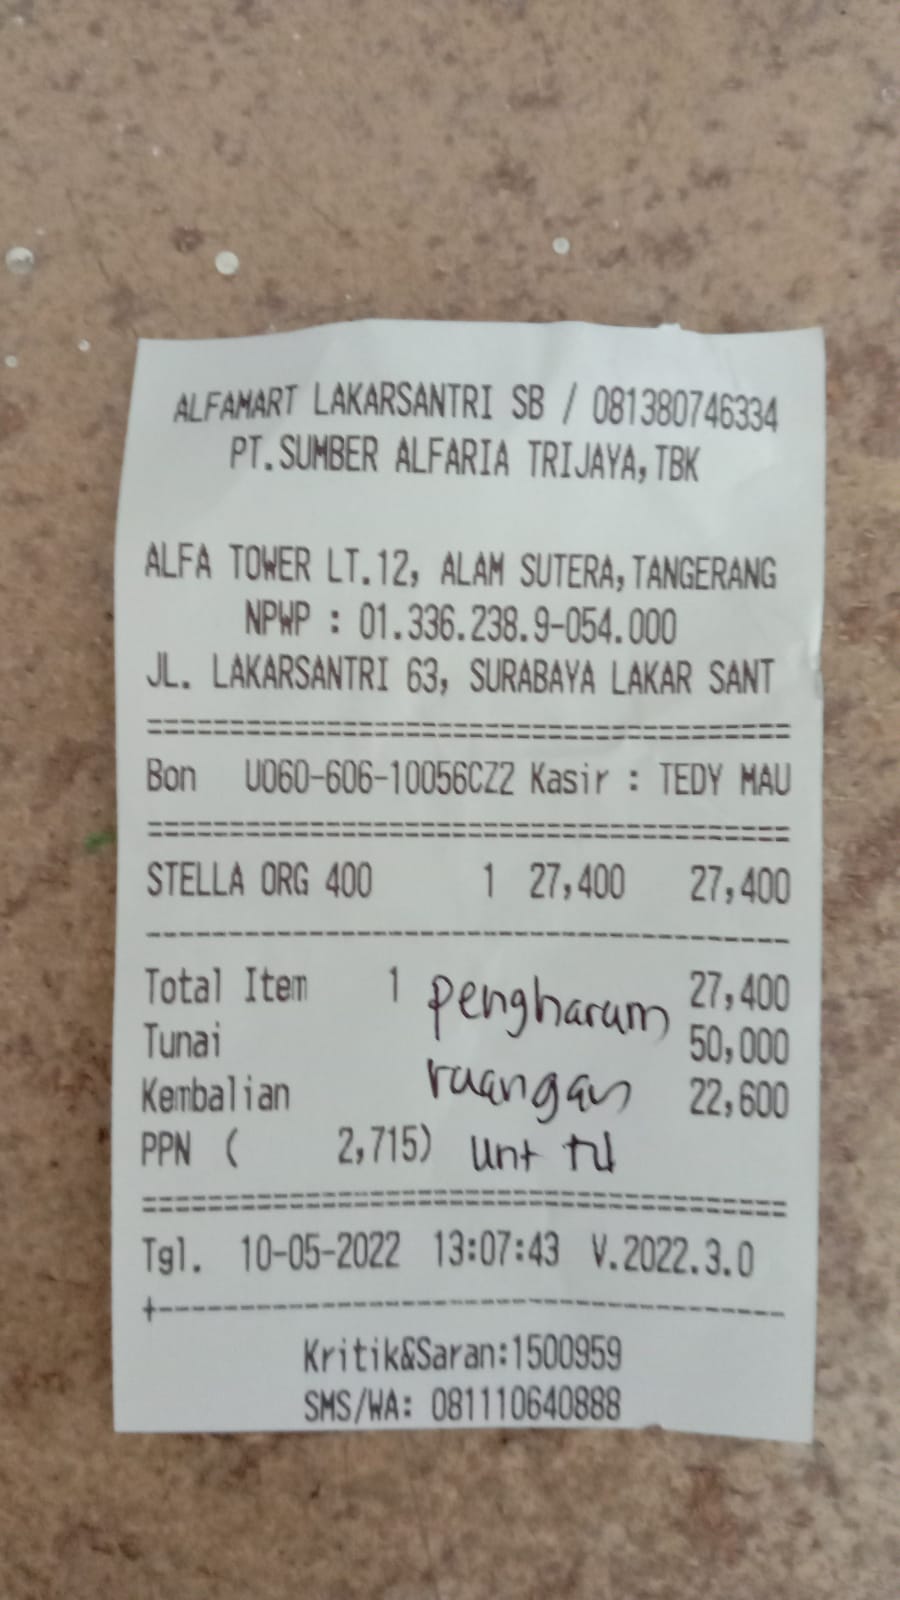 ALFAMART LAKARSANTRI SB / 081380746334
PT.SUMBER ALFARIA TRIJAYA,TBK
ALFA TOWER LT.12, ALAM SUTERA,TANGERANG
NPWP : 01.336.238.9-054.000
JL. LAKARSANTRI 63, SURABAYA LAKAR SANT
=======================================
Bon U060-606-10056CZ2 Kasir : TEDY MAU
=======================================
STELLA ORG 400 1 27,400 27,400
---------------------------------------
Total Item 1 27,400
Tunai 50,000
Kembalian 22,600
PPN ( 2,715)
pengharum
ruangan
unt
=======================================
Tgl. 10-05-2022 13:07:43 V.2022.3.0
+--------------------------------------
Kritik&Saran:1500959
SMS/WA: 081110640888